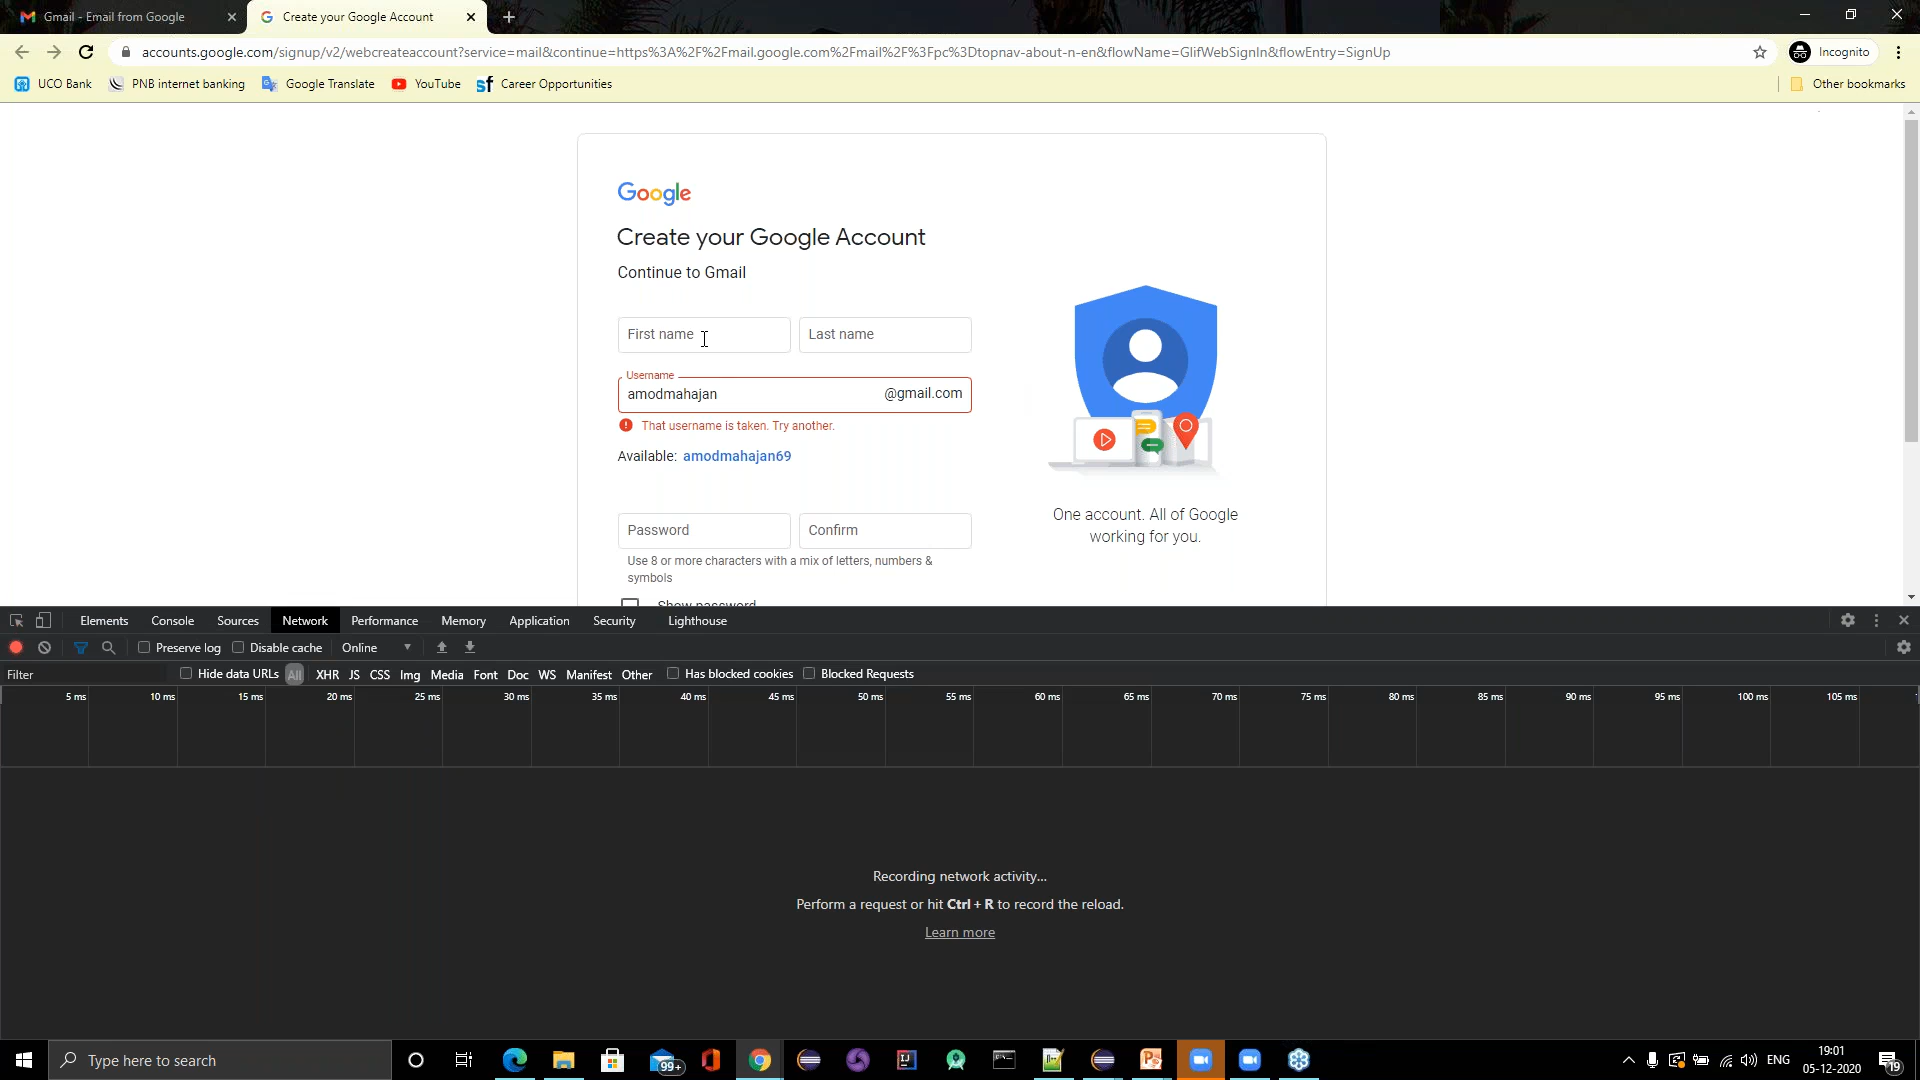 Gmail - Email from Google
Create your Google Account
accounts.google.com/signup/v2/webcreateaccount?service=mail&continue=https%3A%2F%2Fmail.google.com%2Fmail%2F%3Fpc%3Dtopnav-about-n-en&flowName=GlifWebSignIn&flowEntry=SignUp
Incognito
UCO Bank
PNB internet banking
Google Translate
YouTube
Career Opportunities
Other bookmarks
Google
Create your Google Account
Continue to Gmail
First name
Last name
Username
amodmahajan @gmail.com
That username is taken. Try another.
Available: amodmahajan69
Password
Confirm
Use 8 or more characters with a mix of letters, numbers &
symbols
Show password
One account. All of Google
working for you.
Elements Console Sources Network Performance Memory Application Security Lighthouse
Preserve log Disable cache Online
Filter Hide data URLs All XHR JS CSS Img Media Font Doc WS Manifest Other Has blocked cookies Blocked Requests
5 ms 10 ms 15 ms 20 ms 25 ms 30 ms 35 ms 40 ms 45 ms 50 ms 55 ms 60 ms 65 ms 70 ms 75 ms 80 ms 85 ms 90 ms 95 ms 100 ms 105 ms
Recording network activity...
Perform a request or hit Ctrl + R to record the reload.
Learn more
Type here to search
99+
ENG
19:01
05-12-2020
19